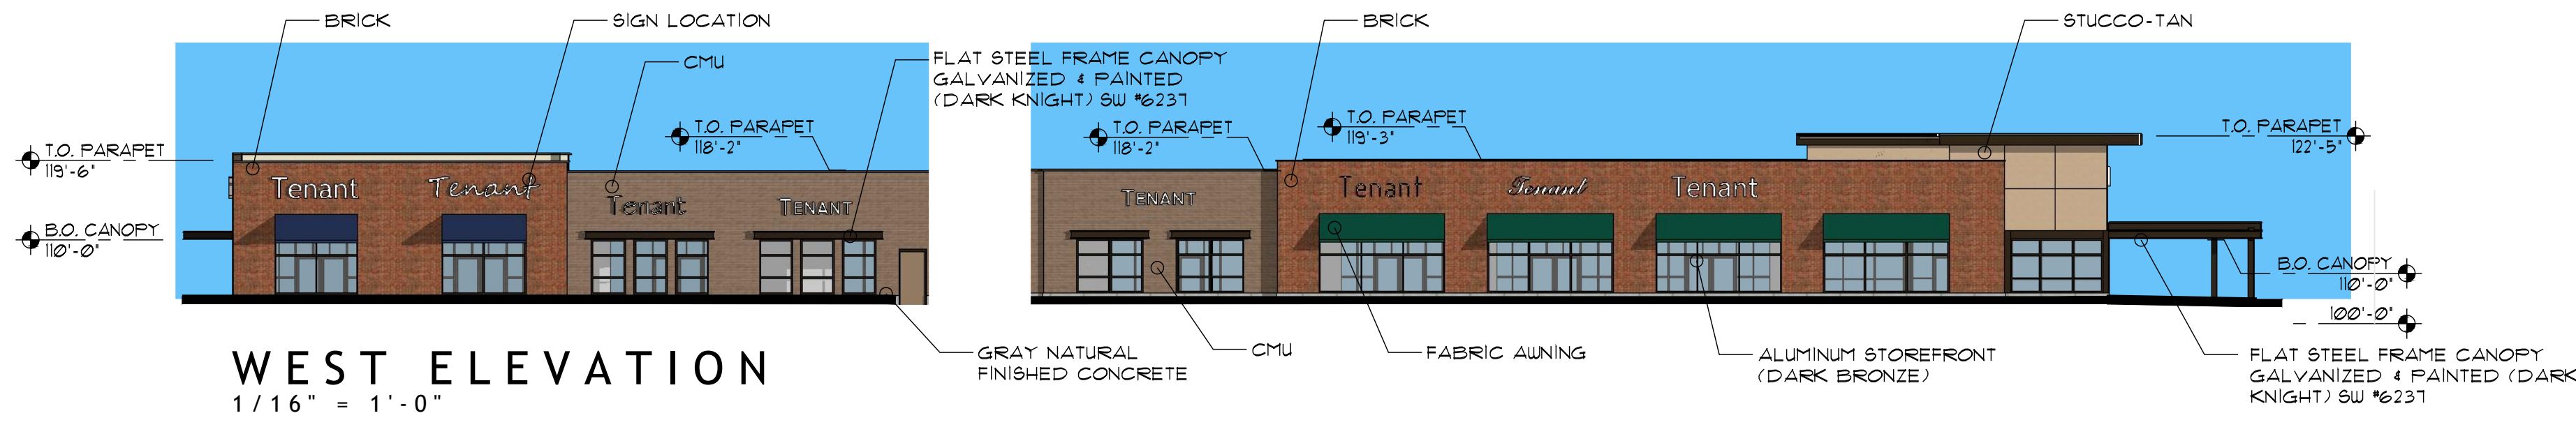 BRICK
SIGN LOCATION
BRICK
STUCCO-TAN
CMU
FLAT STEEL FRAME CANOPY
GALVANIZED & PAINTED
(DARK KNIGHT) SW #6237
T.O. PARAPET
119'-6"
T.O. PARAPET
118'-2"
T.O. PARAPET
118'-2"
T.O. PARAPET
119'-3"
T.O. PARAPET
122'-5"
Tenant
Tenant
Tenant
TENANT
TENANT
Tenant
Tenant
Tenant
B.O. CANOPY
110'-0"
B.O. CANOPY
110'-0"
100'-0"
GRAY NATURAL
FINISHED CONCRETE
CMU
FABRIC AWNING
ALUMINUM STOREFRONT
(DARK BRONZE)
FLAT STEEL FRAME CANOPY
GALVANIZED & PAINTED (DARK
KNIGHT) SW #6237
WEST ELEVATION
1/16" = 1'-0"